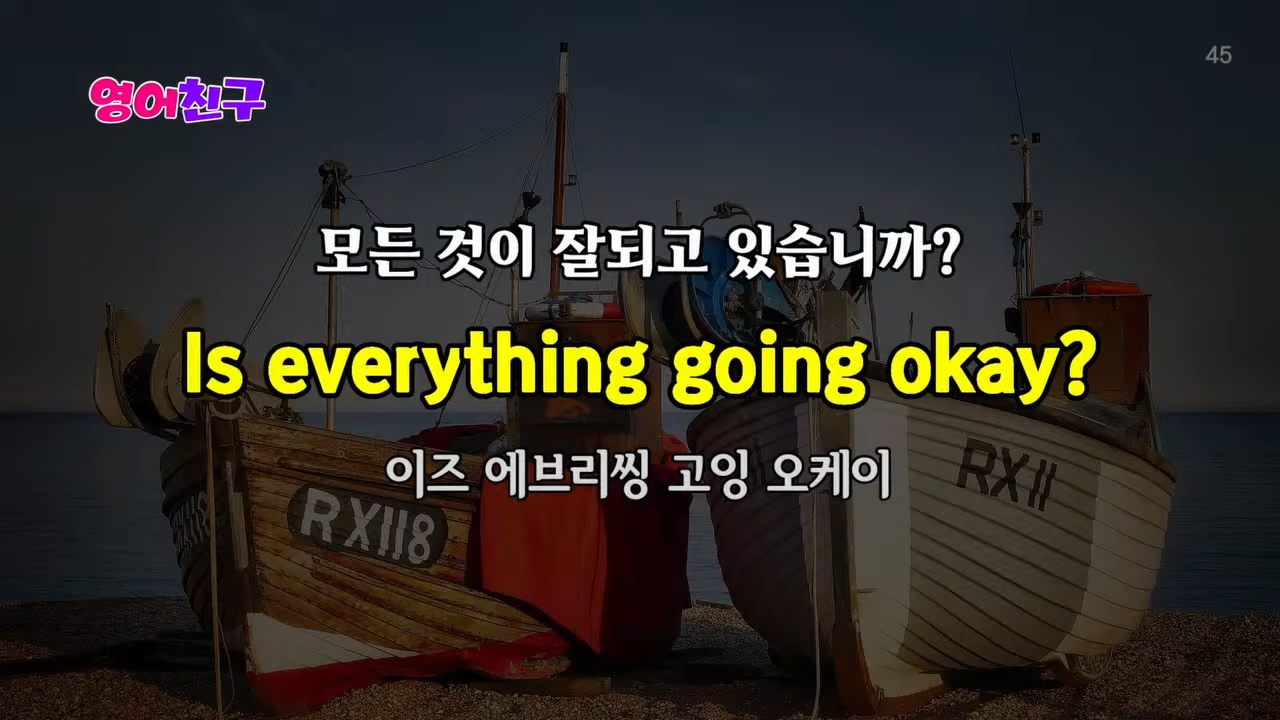 45
영어친구
모든 것이 잘되고 있습니까?
Is everything going okay?
이즈 에브리씽 고잉 오케이
RX118
RX11